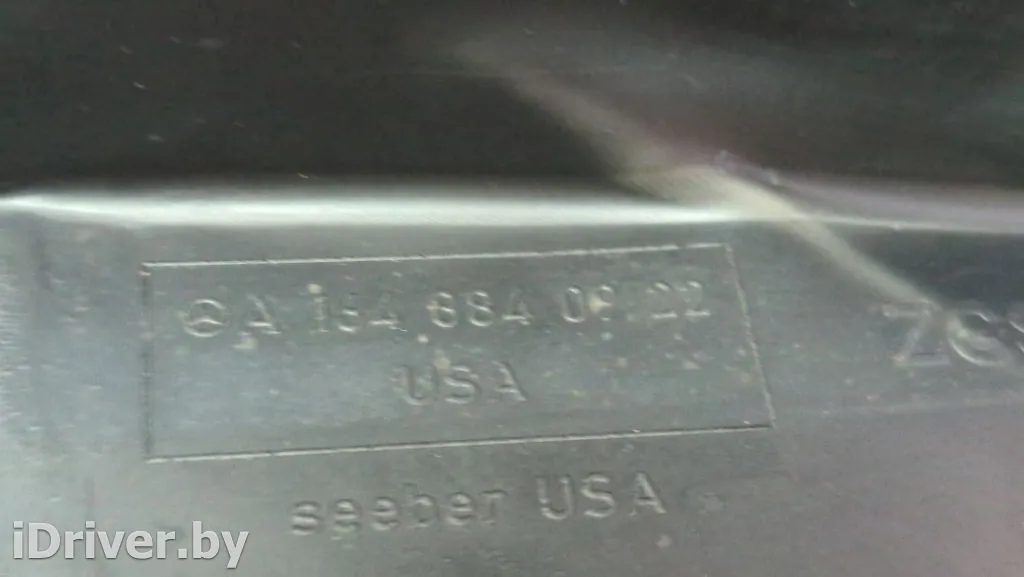 A 164 884 09 22
USA
seeber USA
iDriver.by